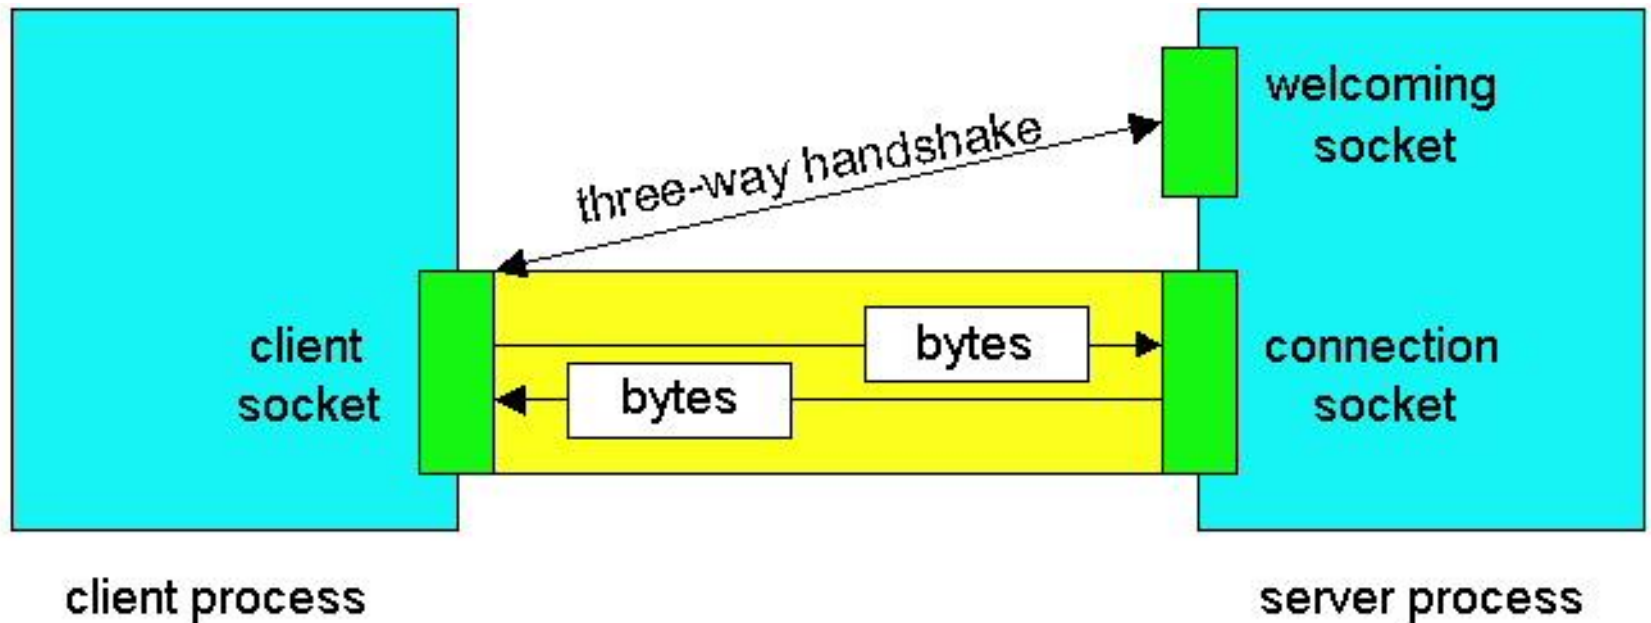 welcoming
socket
three-way handshake
client
socket
bytes
bytes
connection
socket
client process
server process